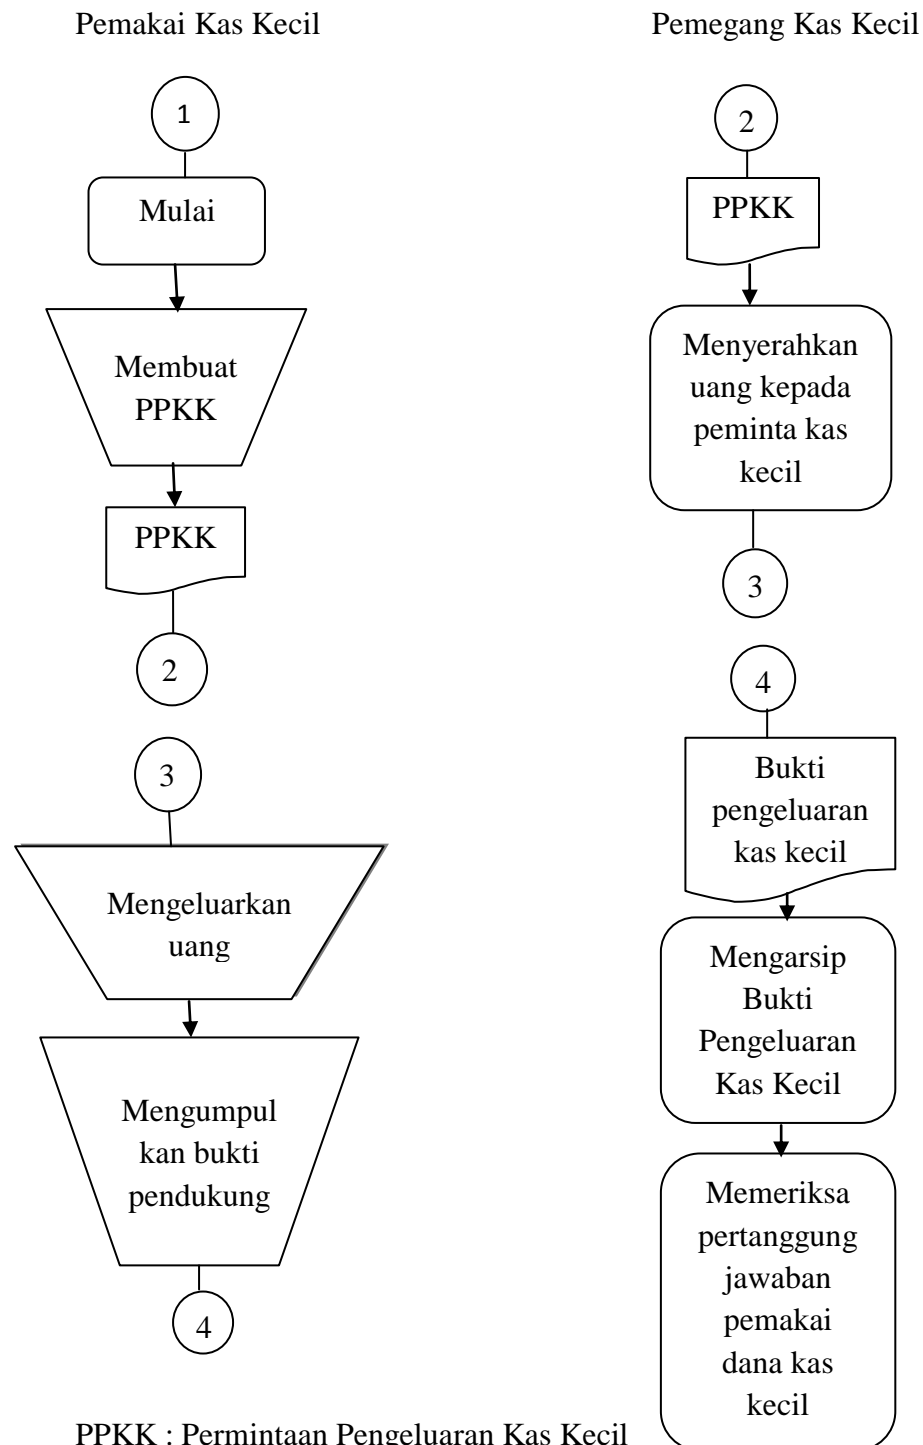 Pemakai Kas Kecil
1
Mulai
Membuat
PPKK
PPKK
2
3
Mengeluarkan
uang
Mengumpul
kan bukti
pendukung
4
PPKK : Permintaan Pengeluaran Kas Kecil
Pemegang Kas Kecil
2
PPKK
Menyerahkan
uang kepada
peminta kas
kecil
3
4
Bukti
pengeluaran
kas kecil
Mengarsip
Bukti
Pengeluaran
Kas Kecil
Memeriksa
pertanggung
jawaban
pemakai
dana kas
kecil